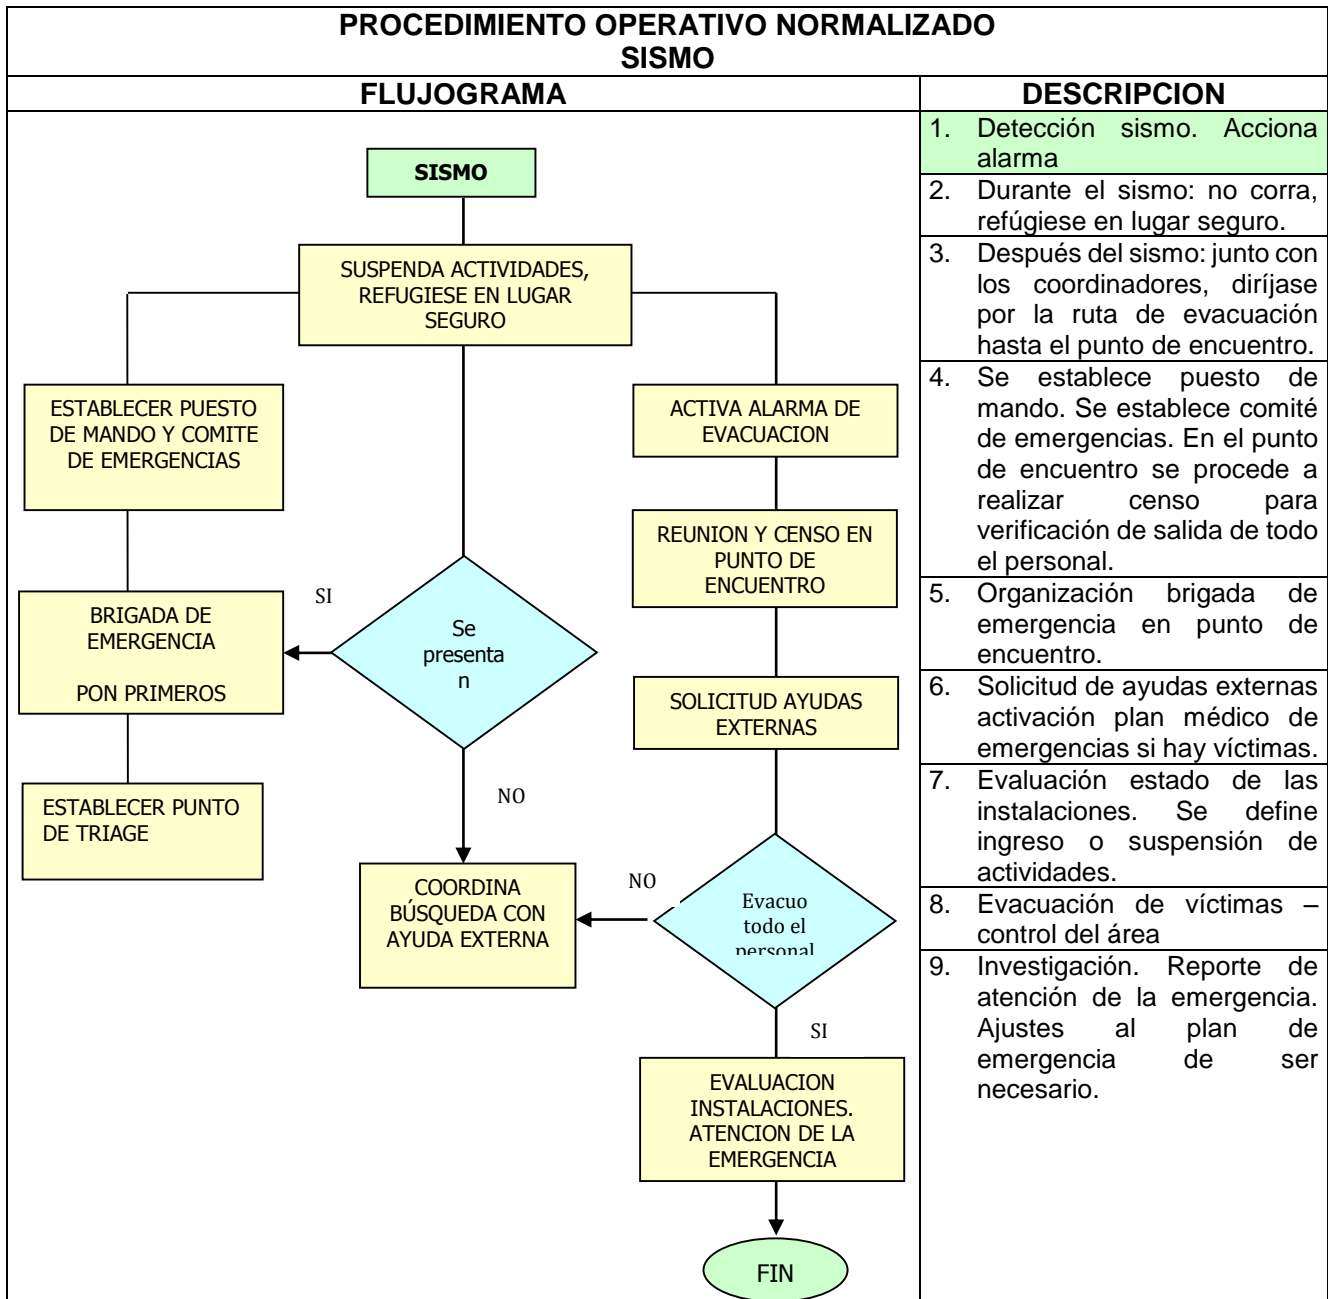 PROCEDIMIENTO OPERATIVO NORMALIZADO
SISMO
FLUJOGRAMA
SISMO
SUSPENDA ACTIVIDADES,
REFUGIESE EN LUGAR
SEGURO
ESTABLECER PUESTO
DE MANDO Y COMITE
DE EMERGENCIAS
ACTIVA ALARMA DE
EVACUACION
REUNION Y CENSO EN
PUNTO DE
ENCUENTRO
SI
BRIGADA DE
EMERGENCIA
PON PRIMEROS
Se
presenta
n
SOLICITUD AYUDAS
EXTERNAS
NO
ESTABLECER PUNTO
DE TRIAGE
COORDINA
BÚSQUEDA CON
AYUDA EXTERNA
NO
Evacuo
todo el
personal
SI
EVALUACION
INSTALACIONES.
ATENCION DE LA
EMERGENCIA
FIN
DESCRIPCION
1. Detección sismo. Acciona
alarma
2. Durante el sismo: no corra,
refúgiese en lugar seguro.
3. Después del sismo: junto con
los coordinadores, diríjase
por la ruta de evacuación
hasta el punto de encuentro.
4. Se establece puesto de
mando. Se establece comité
de emergencias. En el punto
de encuentro se procede a
realizar censo para
verificación de salida de todo
el personal.
5. Organización brigada de
emergencia en punto de
encuentro.
6. Solicitud de ayudas externas
activación plan médico de
emergencias si hay víctimas.
7. Evaluación estado de las
instalaciones. Se define
ingreso o suspensión de
actividades.
8. Evacuación de víctimas –
control del área
9. Investigación. Reporte de
atención de la emergencia.
Ajustes al plan de
emergencia de ser
necesario.